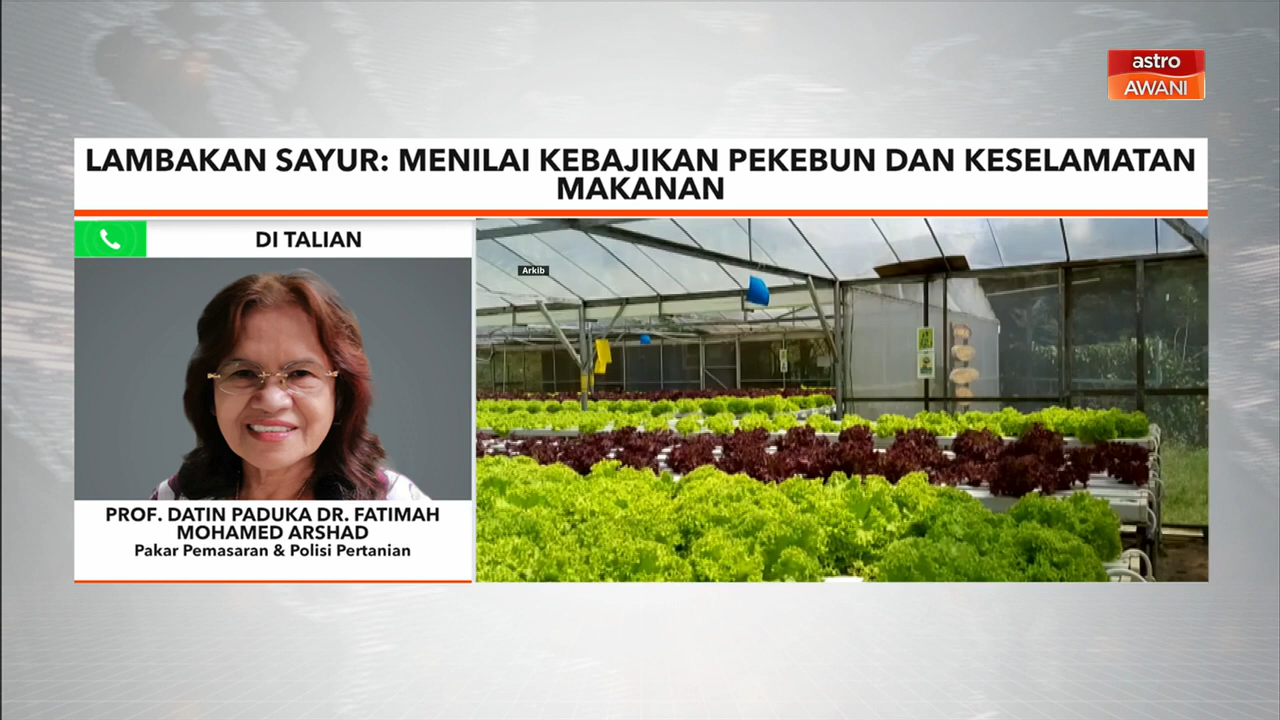 astro
AWANI
LAMBAKAN SAYUR: MENILAI KEBAJIKAN PEKEBUN DAN KESELAMATAN
MAKANAN
DI TALIAN
Arkib
PROF. DATIN PADUKA DR. FATIMAH
MOHAMED ARSHAD
Pakar Pemasaran & Polisi Pertanian